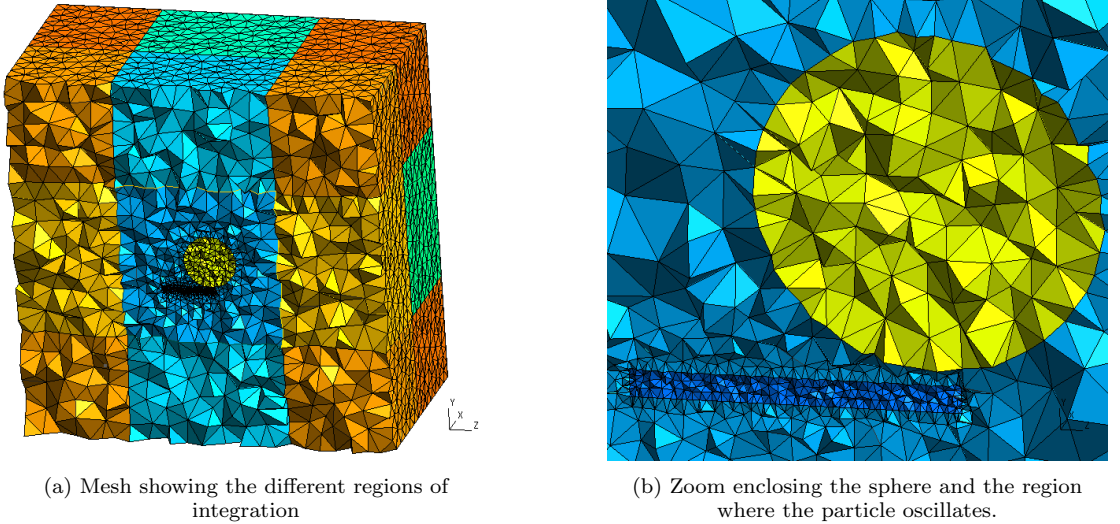 Y
X
Z
(a) Mesh showing the different regions of
integration
(b) Zoom enclosing the sphere and the region
where the particle oscillates.